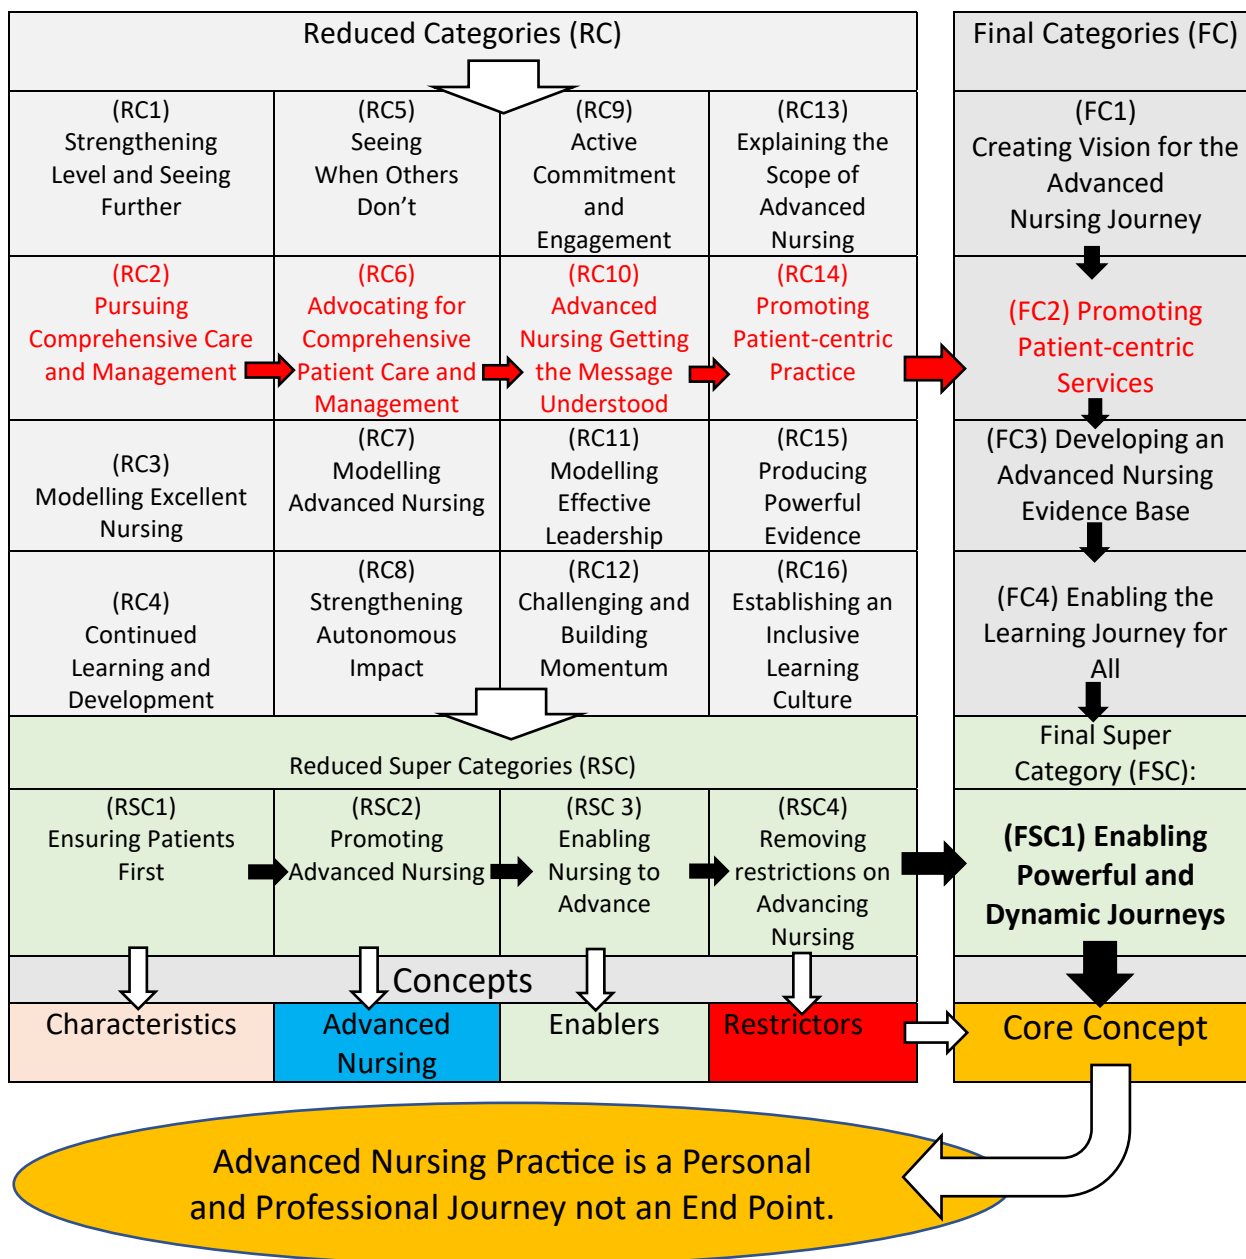 Reduced Categories (RC)
Final Categories (FC)
(RC1)
Strengthening
Level and Seeing
Further
(RC5)
Seeing
When Others
Don’t
(RC9)
Active
Commitment
and
Engagement
(RC13)
Explaining the
Scope of
Advanced
Nursing
(FC1)
Creating Vision for the
Advanced
Nursing Journey
(RC2)
Pursuing
Comprehensive Care
and Management
(RC6)
Advocating for
Comprehensive
Patient Care and
Management
(RC10)
Advanced
Nursing Getting
the Message
Understood
(RC14)
Promoting
Patient-centric
Practice
(FC2) Promoting
Patient-centric
Services
(RC3)
Modelling Excellent
Nursing
(RC7)
Modelling
Advanced Nursing
(RC11)
Modelling
Effective
Leadership
(RC15)
Producing
Powerful
Evidence
(FC3) Developing an
Advanced Nursing
Evidence Base
(RC4)
Continued
Learning and
Development
(RC8)
Strengthening
Autonomous
Impact
(RC12)
Challenging and
Building
Momentum
(RC16)
Establishing an
Inclusive
Learning
Culture
(FC4) Enabling the
Learning Journey for
All
Reduced Super Categories (RSC)
Final Super
Category (FSC):
(RSC1)
Ensuring Patients
First
(RSC2)
Promoting
Advanced Nursing
(RSC 3)
Enabling
Nursing to
Advance
(RSC4)
Removing
restrictions on
Advancing
Nursing
(FSC1) Enabling
Powerful and
Dynamic Journeys
Concepts
Characteristics
Advanced
Nursing
Enablers
Restrictors
Core Concept
Advanced Nursing Practice is a Personal
and Professional Journey not an End Point.